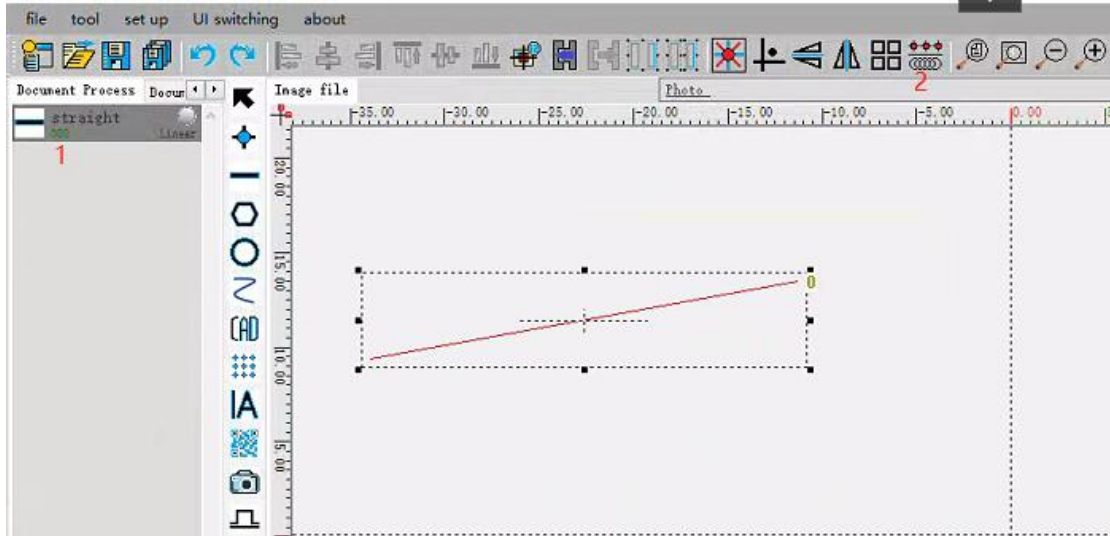 file tool set up UI switching about
2
Document Process Docum
Image file
Photo
straight
000
Linear
1
-35.00 -30.00 -25.00 -20.00 -15.00 -10.00 -5.00 0.00
20.00
15.00
10.00
5.00
0
CAD
A